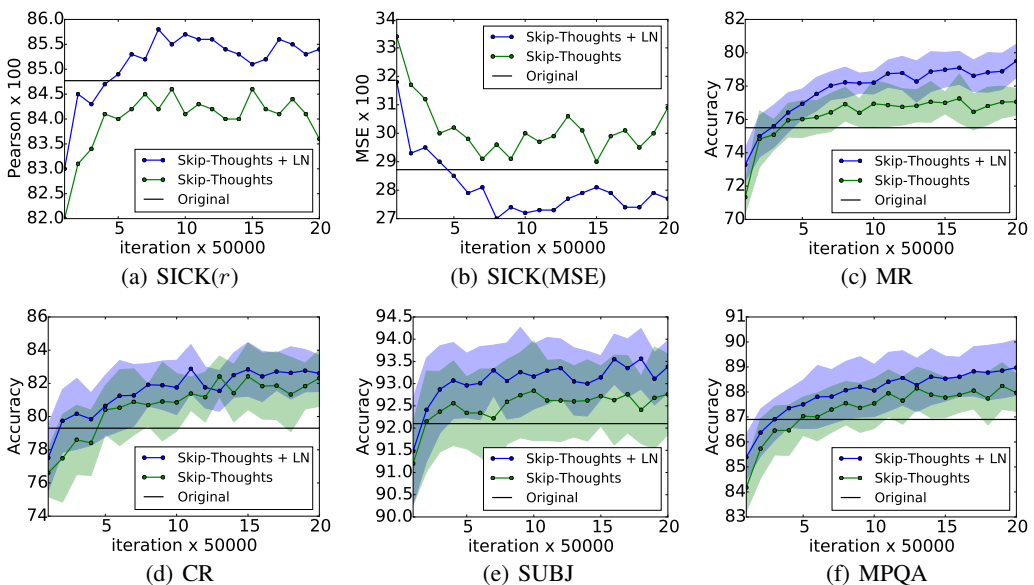 86.0
85.5
85.0
84.5
84.0
83.5
83.0
82.5
82.0
Pearson x 100
Skip-Thoughts + LN
Skip-Thoughts
Original
5 10 15 20
iteration x 50000
(a) SICK(r)
34
33
32
31
30
29
28
27
MSE x 100
Skip-Thoughts + LN
Skip-Thoughts
Original
5 10 15 20
iteration x 50000
(b) SICK(MSE)
82
80
78
76
74
72
70
Accuracy
Skip-Thoughts + LN
Skip-Thoughts
Original
5 10 15 20
iteration x 50000
(c) MR
86
84
82
80
78
76
74
Accuracy
Skip-Thoughts + LN
Skip-Thoughts
Original
5 10 15 20
iteration x 50000
(d) CR
94.5
94.0
93.5
93.0
92.5
92.0
91.5
91.0
90.5
90.0
Accuracy
Skip-Thoughts + LN
Skip-Thoughts
Original
5 10 15 20
iteration x 50000
(e) SUBJ
91
90
89
88
87
86
85
84
83
Accuracy
Skip-Thoughts + LN
Skip-Thoughts
Original
5 10 15 20
iteration x 50000
(f) MPQA